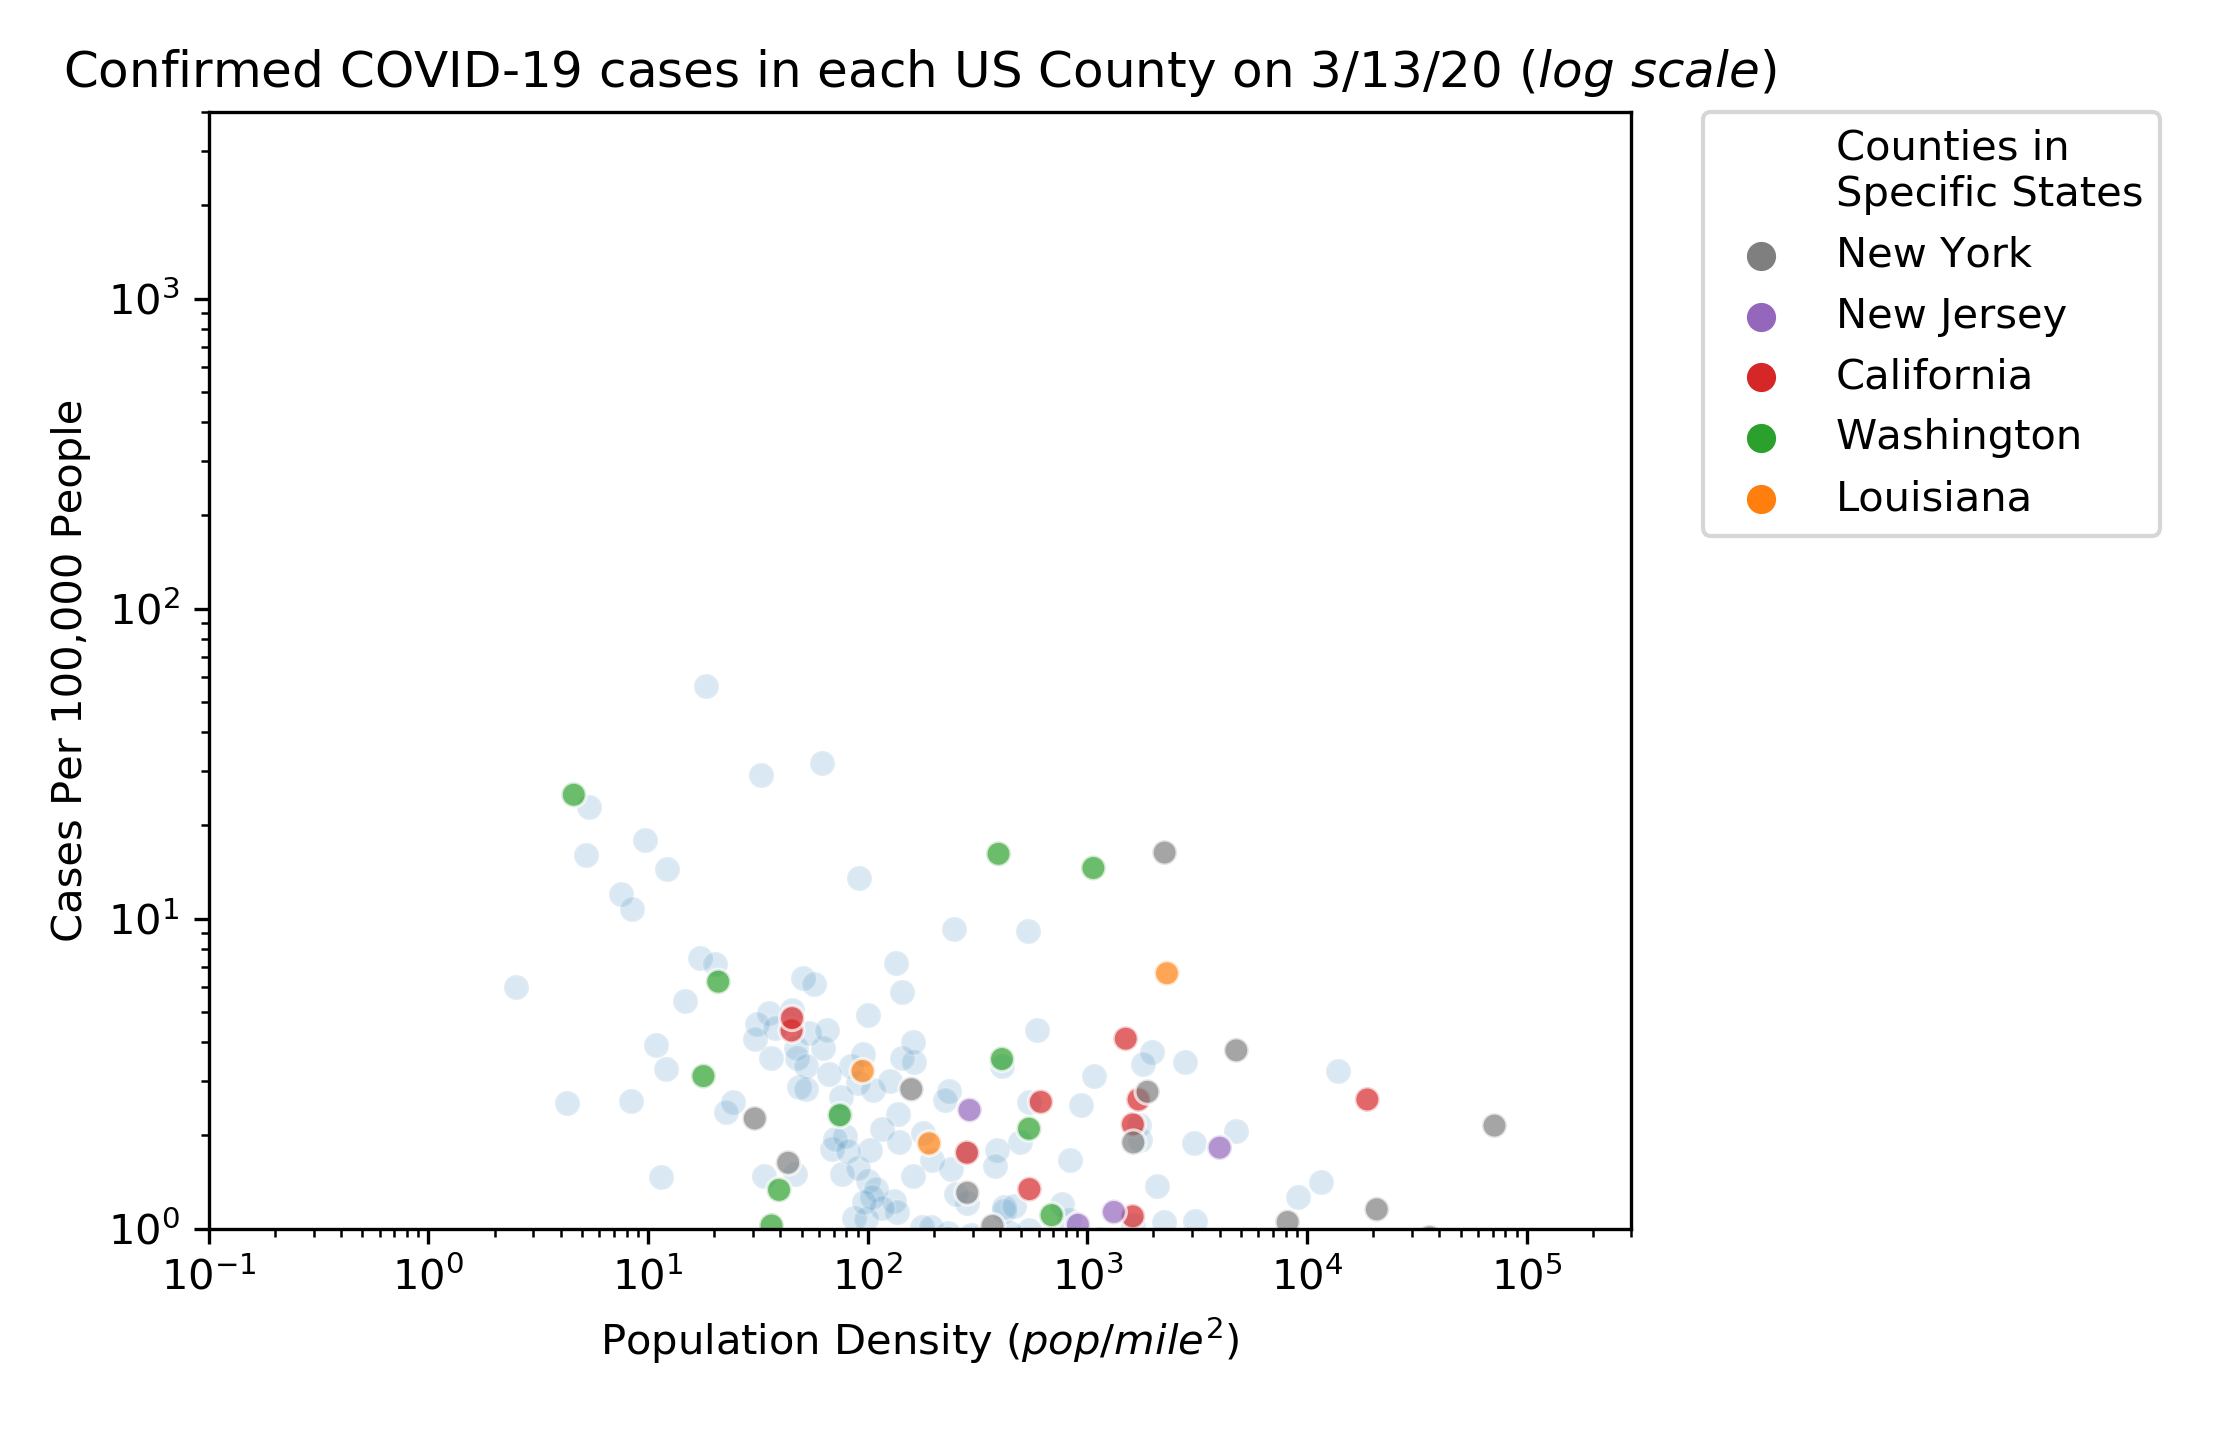 Confirmed COVID-19 cases in each US County on 3/13/20 (log scale)
Counties in
Specific States
New York
New Jersey
California
Washington
Louisiana
Cases Per 100,000 People
10³
10²
10¹
10⁰
10⁻¹ 10⁰ 10¹ 10² 10³ 10⁴ 10⁵
Population Density (pop/mile²)